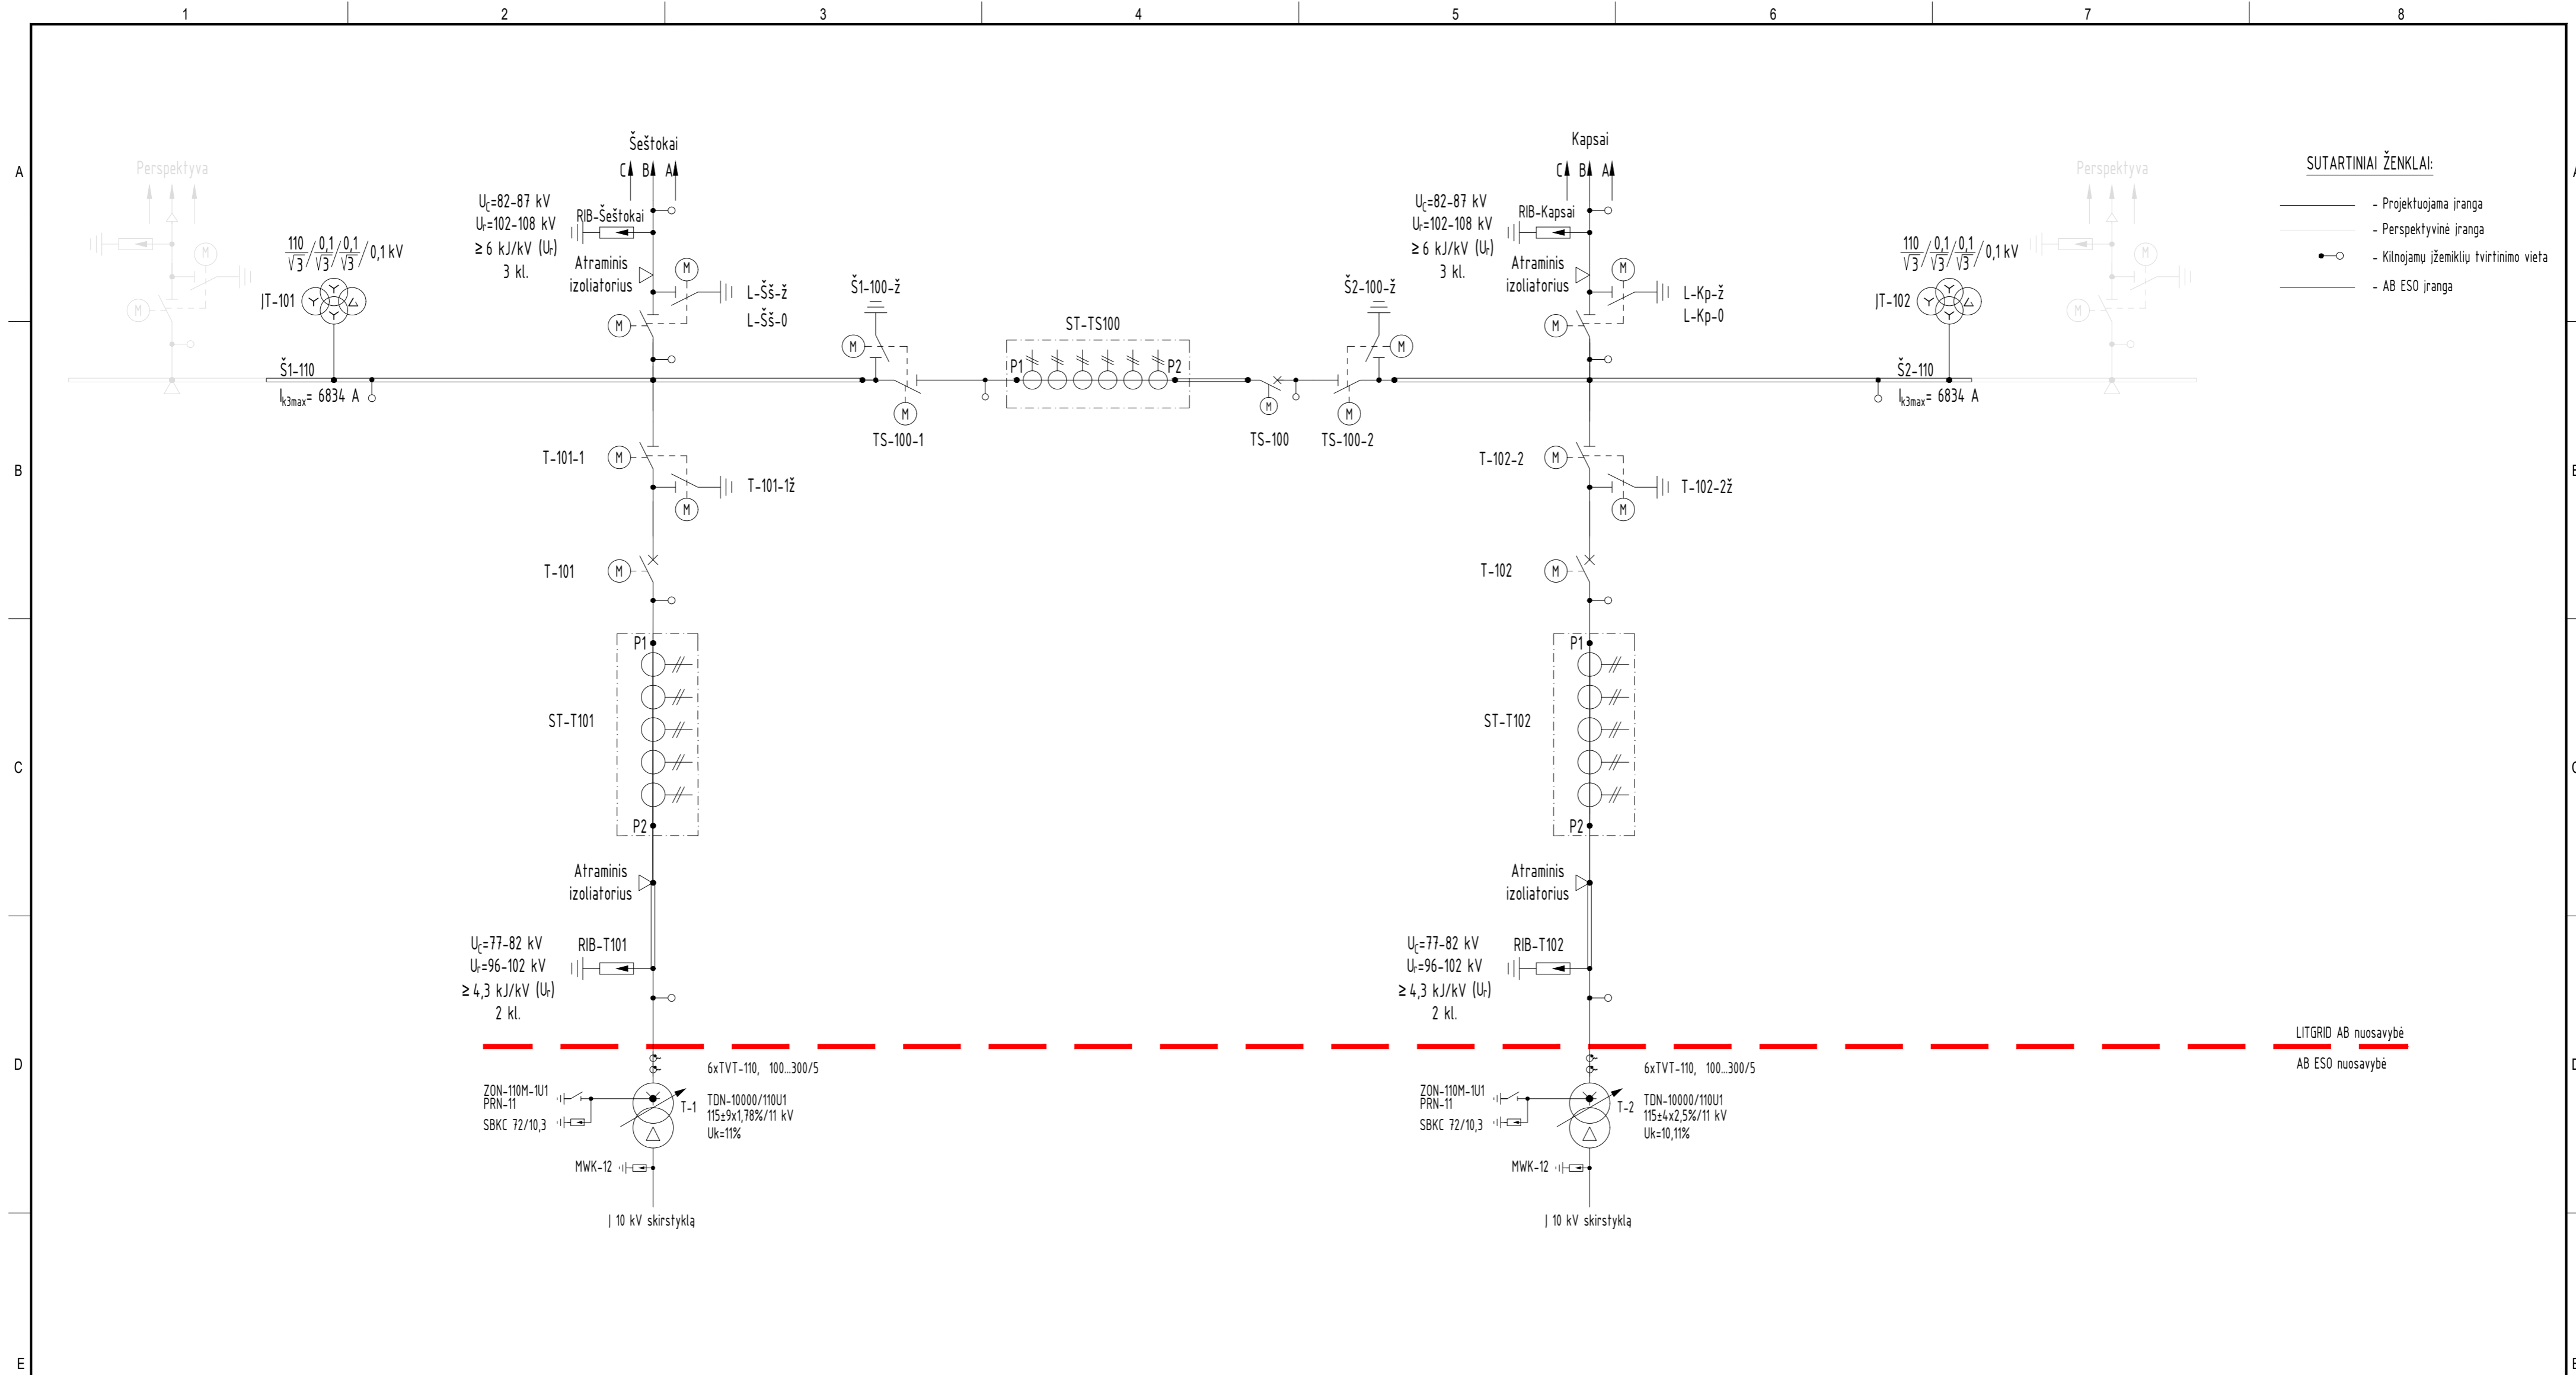 1 2 3 4 5 6 7 8
A
B
C
D
E
Perspektyva
110/√3 / 0,1/√3 / 0,1/√3 / 0,1 kV
JT-101
Š1-110
Ik3max= 6834 A
Šeštokai
C B A
UC=82-87 kV
Ur=102-108 kV
≥ 6 kJ/kV (Ur)
3 kl.
RIB-Šeštokai
Atraminis
izoliatorius
M
L-Šš-ž
L-Šš-0
M
Š1-100-ž
M
M
TS-100-1
ST-TS100
P1 P2
M
TS-100
Š2-100-ž
M
M
TS-100-2
T-101-1
M
T-101-1ž
M
T-101
M
P1
ST-T101
P2
Atraminis
izoliatorius
UC=77-82 kV
Ur=96-102 kV
≥ 4,3 kJ/kV (Ur)
2 kl.
RIB-T101
6xTVT-110, 100...300/5
ZON-110M-1U1
PRN-11
SBKC 72/10,3
T-1
TDN-10000/110U1
115±9x1,78%/11 kV
Uk=11%
MWK-12
Į 10 kV skirstyklą
Kapsai
C B A
UC=82-87 kV
Ur=102-108 kV
≥ 6 kJ/kV (Ur)
3 kl.
RIB-Kapsai
Atraminis
izoliatorius
M
L-Kp-ž
L-Kp-0
M
T-102-2
M
T-102-2ž
M
T-102
M
P1
ST-T102
P2
Atraminis
izoliatorius
UC=77-82 kV
Ur=96-102 kV
≥ 4,3 kJ/kV (Ur)
2 kl.
RIB-T102
6xTVT-110, 100...300/5
ZON-110M-1U1
PRN-11
SBKC 72/10,3
T-2
TDN-10000/110U1
115±4x2,5%/11 kV
Uk=10,11%
MWK-12
Į 10 kV skirstyklą
110/√3 / 0,1/√3 / 0,1/√3 / 0,1 kV
JT-102
Š2-110
Ik3max= 6834 A
Perspektyva
M
M
M
M
SUTARTINIAI ŽENKLAI:
- Projektuojama įranga
- Perspektyvinė įranga
- Kilnojamų įžemiklių tvirtinimo vieta
- AB ESO įranga
LITGRID AB nuosavybė
AB ESO nuosavybė